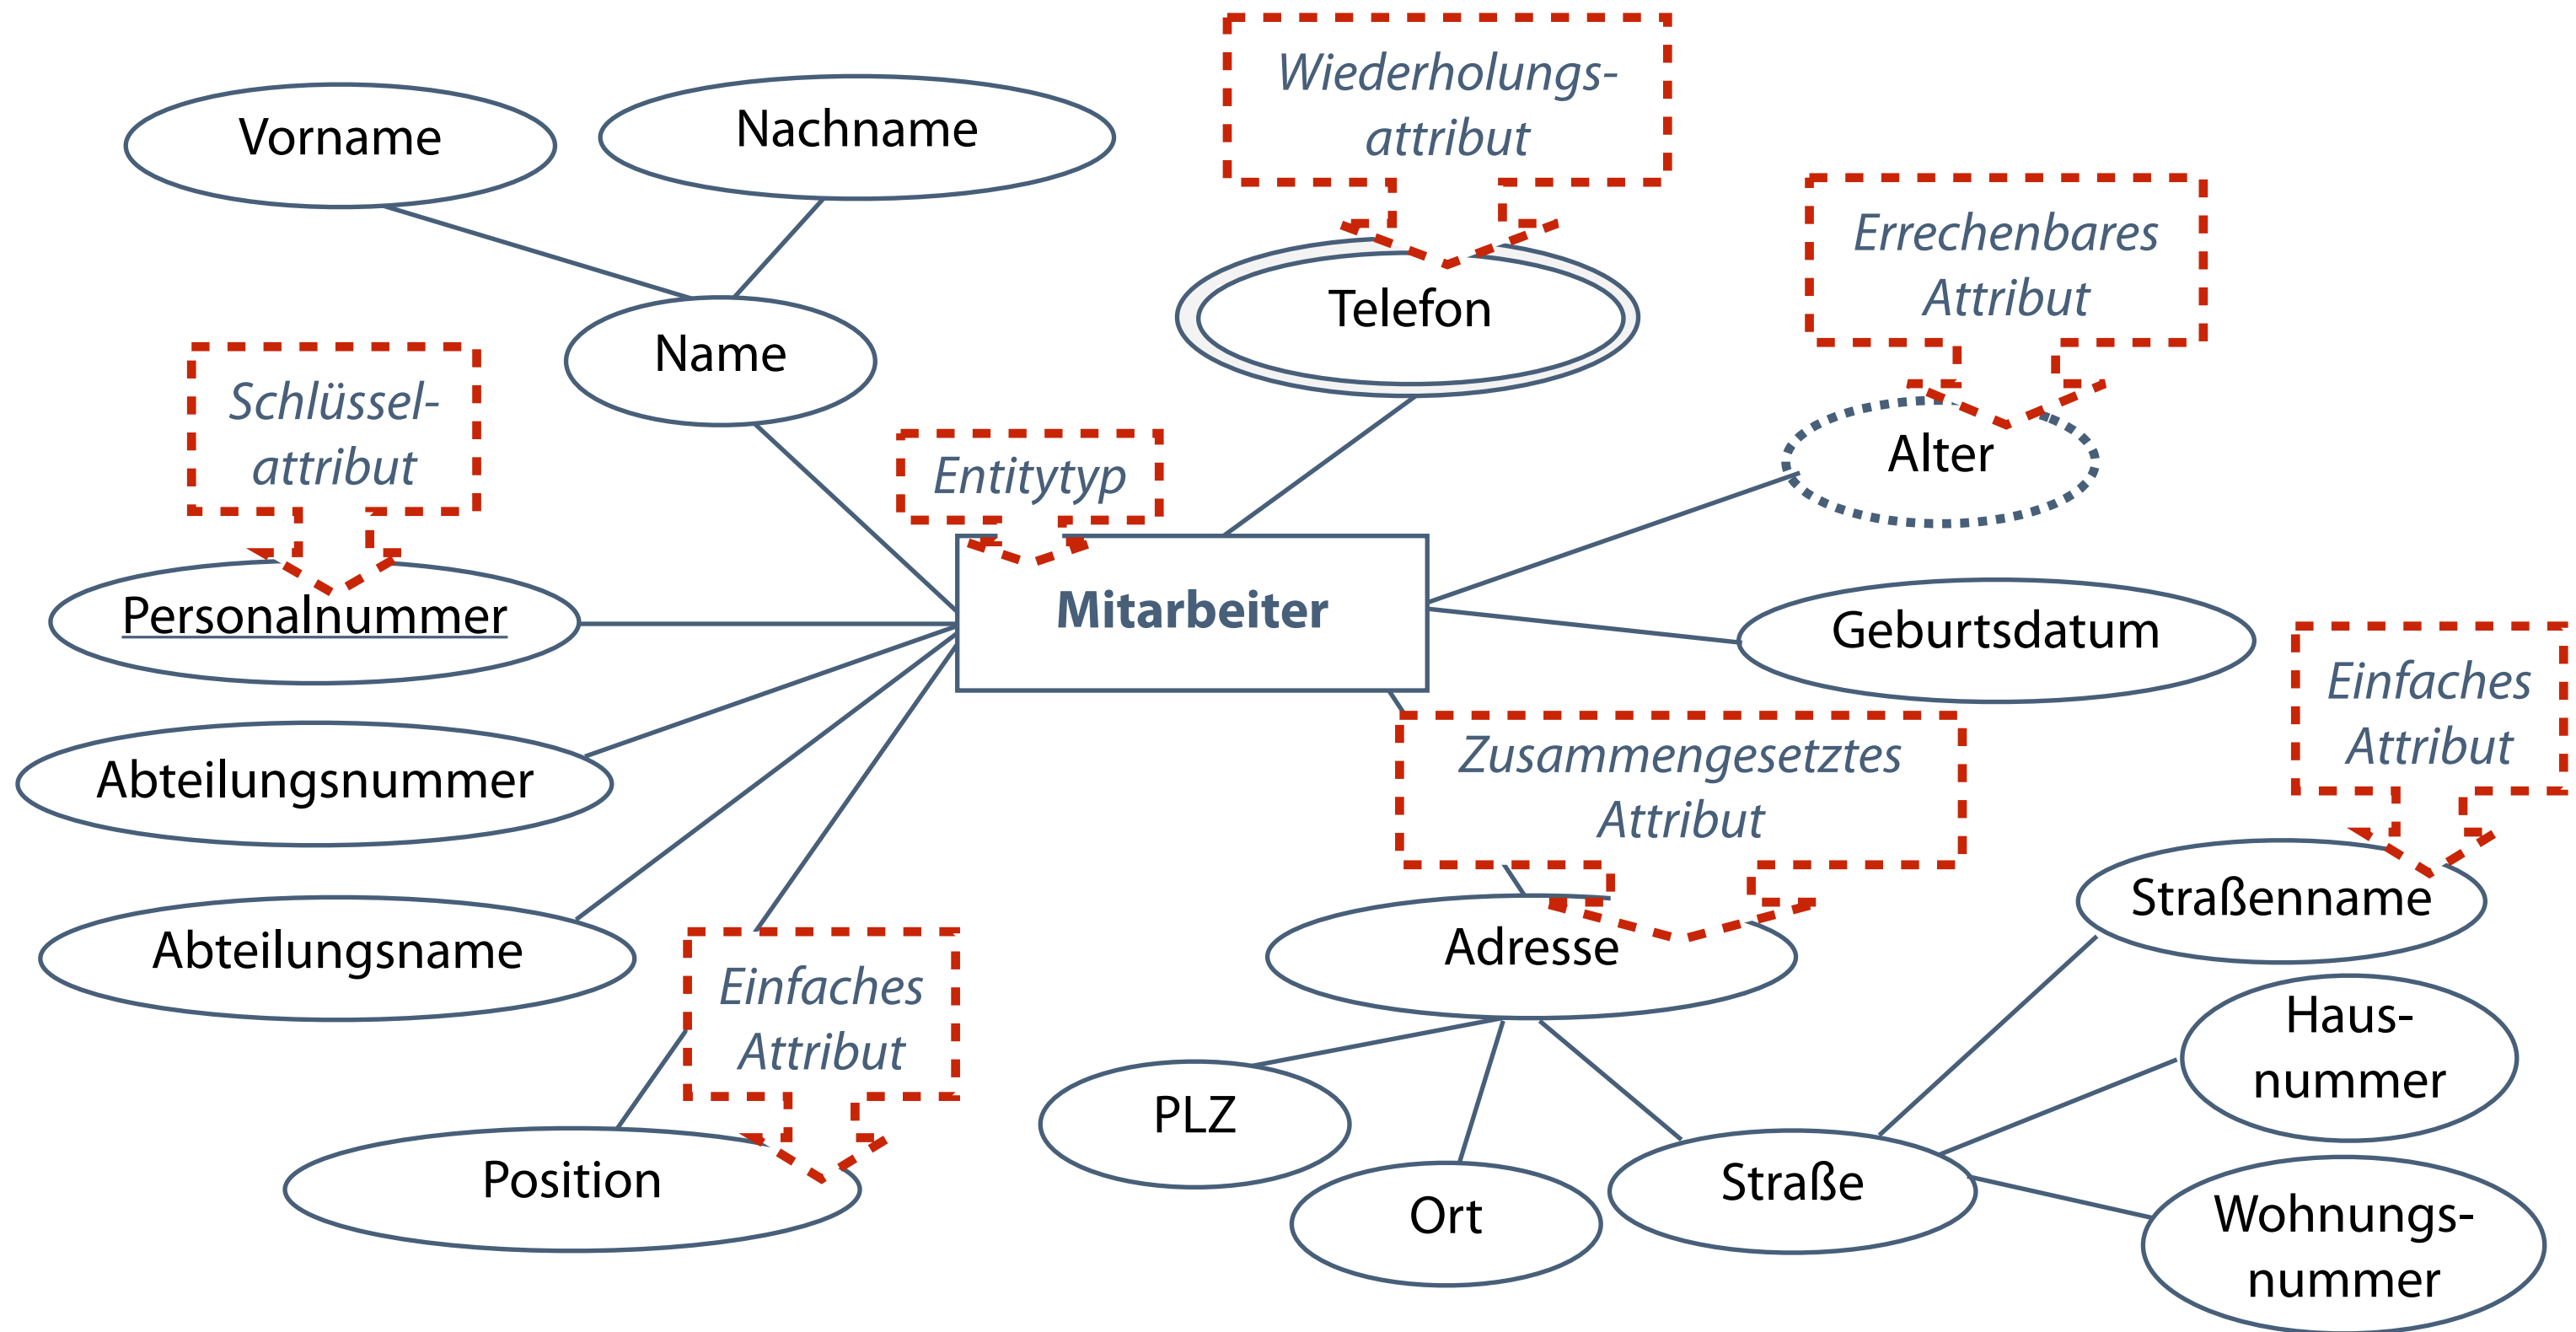 Wiederholungs-
attribut
Vorname
Nachname
Errechenbares
Attribut
Telefon
Name
Schlüssel-
attribut
Entitytyp
Alter
Personalnummer
Mitarbeiter
Geburtsdatum
Einfaches
Attribut
Abteilungsnummer
Zusammengesetztes
Attribut
Straßenname
Abteilungsname
Adresse
Einfaches
Attribut
Haus-
nummer
PLZ
Position
Ort
Straße
Wohnungs-
nummer